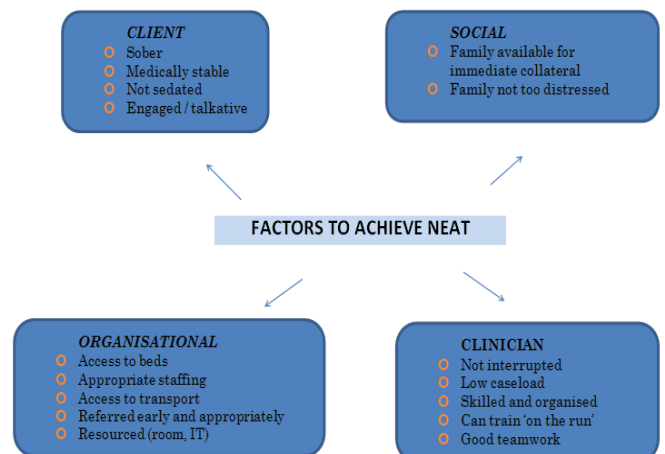 CLIENT
Sober
Medically stable
Not sedated
Engaged / talkative
SOCIAL
Family available for
immediate collateral
Family not too distressed
FACTORS TO ACHIEVE NEAT
ORGANISATIONAL
Access to beds
Appropriate staffing
Access to transport
Referred early and appropriately
Resourced (room, IT)
CLINICIAN
Not interrupted
Low caseload
Skilled and organised
Can train ‘on the run’
Good teamwork